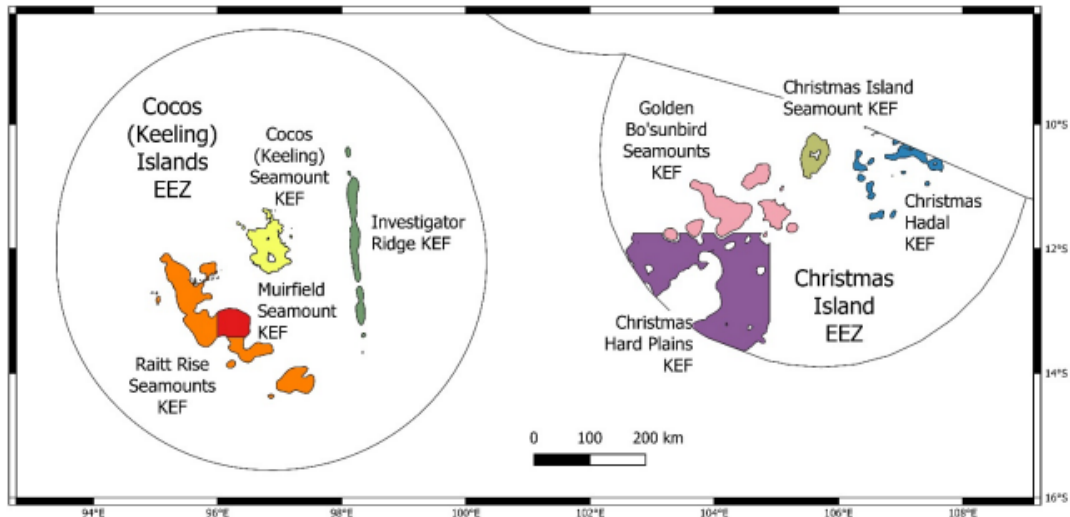 Cocos
(Keeling)
Islands
EEZ
Cocos
(Keeling)
Seamount
KEF
Investigator
Ridge KEF
Muirfield
Seamount
KEF
Raitt Rise
Seamounts
KEF
Golden
Bo'sunbird
Seamounts
KEF
Christmas Island
Seamount KEF
Christmas
Hadal
KEF
Christmas
Island
EEZ
Christmas
Hard Plains
KEF
0 100 200 km
10°S
12°S
14°S
16°S
94°E 96°E 98°E 100°E 102°E 104°E 106°E 108°E